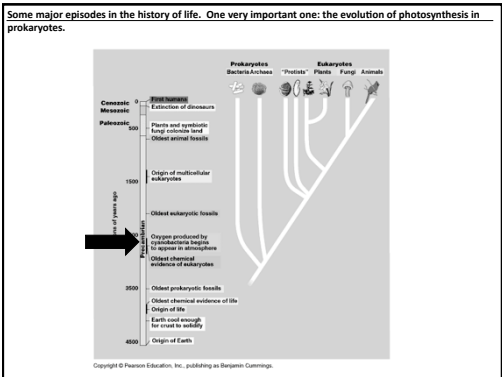 Some major episodes in the history of life. One very important one: the evolution of photosynthesis in
prokaryotes.
Prokaryotes
Eukaryotes
Bacteria Archaea
"Protists" Plants Fungi Animals
Cenozoic
Mesozoic
Paleozoic
0
500
1500
3500
4500
Precambrian
ns of years ago
First humans
Extinction of dinosaurs
Plants and symbiotic
fungi colonize land
Oldest animal fossils
Origin of multicellular
eukaryotes
Oldest eukaryotic fossils
Oxygen produced by
cyanobacteria begins
to appear in atmosphere
Oldest chemical
evidence of eukaryotes
Oldest prokaryotic fossils
Oldest chemical evidence of life
Origin of life
Earth cool enough
for crust to solidify
Origin of Earth
Copyright © Pearson Education, Inc., publishing as Benjamin Cummings.